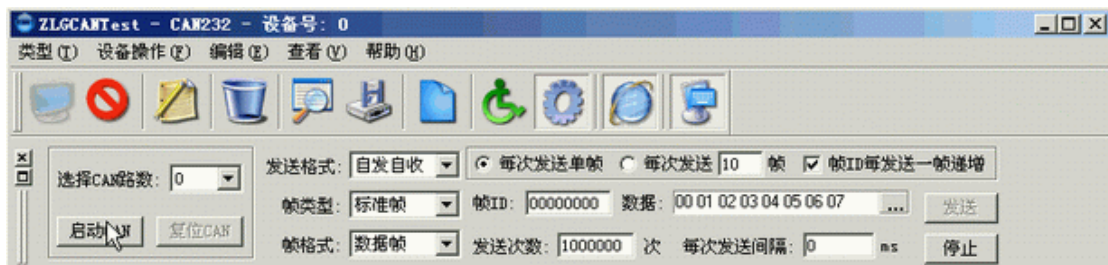 ZLGCANTest - CAN232 - 设备号: 0
类型(T) 设备操作(F) 编辑(E) 查看(V) 帮助(H)
选择CAN路数: 0
启动CAN 复位CAN
发送格式: 自发自收 每次发送单帧 每次发送 10 帧 帧ID每发送一帧递增
帧类型: 标准帧 帧ID: 00000000 数据: 00 01 02 03 04 05 06 07 ... 发送
帧格式: 数据帧 发送次数: 1000000 次 每次发送间隔: 0 ms 停止